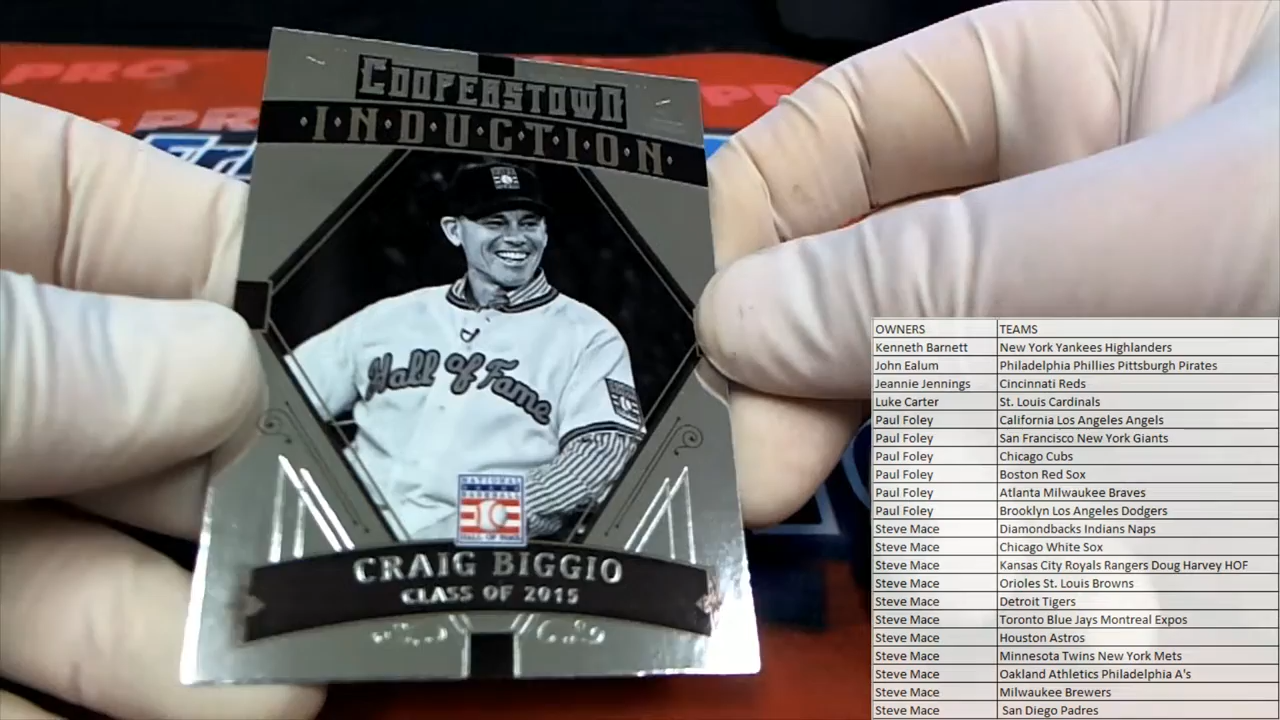 PRO
PRO
PR
COOPERSTOWN
·I·N·D·U·C·T·I·O·N·
Hall of Fame
NATIONAL
BASEBALL
HALL OF FAME
CRAIG BIGGIO
CLASS OF 2015
OWNERS TEAMS
Kenneth Barnett New York Yankees Highlanders
John Ealum Philadelphia Phillies Pittsburgh Pirates
Jeannie Jennings Cincinnati Reds
Luke Carter St. Louis Cardinals
Paul Foley California Los Angeles Angels
Paul Foley San Francisco New York Giants
Paul Foley Chicago Cubs
Paul Foley Boston Red Sox
Paul Foley Atlanta Milwaukee Braves
Paul Foley Brooklyn Los Angeles Dodgers
Steve Mace Diamondbacks Indians Naps
Steve Mace Chicago White Sox
Steve Mace Kansas City Royals Rangers Doug Harvey HOF
Steve Mace Orioles St. Louis Browns
Steve Mace Detroit Tigers
Steve Mace Toronto Blue Jays Montreal Expos
Steve Mace Houston Astros
Steve Mace Minnesota Twins New York Mets
Steve Mace Oakland Athletics Philadelphia A's
Steve Mace Milwaukee Brewers
Steve Mace San Diego Padres